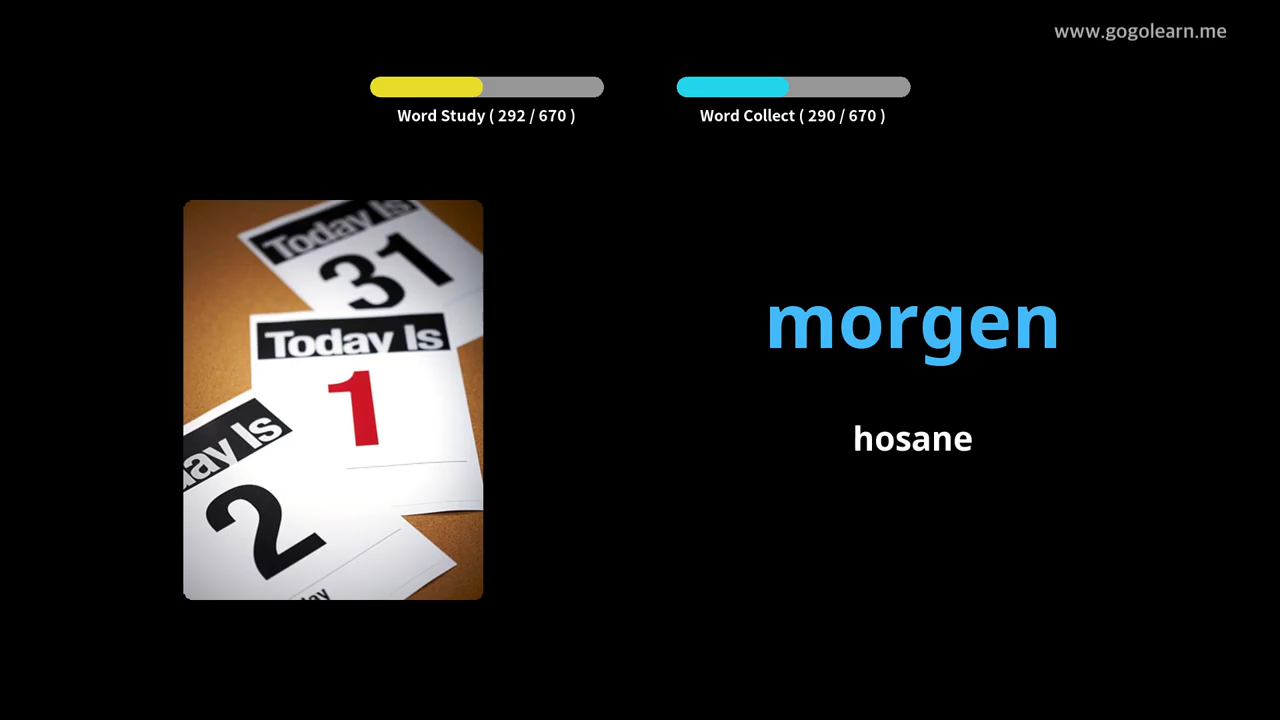 www.gogolearn.me
Word Study ( 292 / 670 )
Word Collect ( 290 / 670 )
Today Is
31
Today Is
1
ay Is
2
morgen
hosane